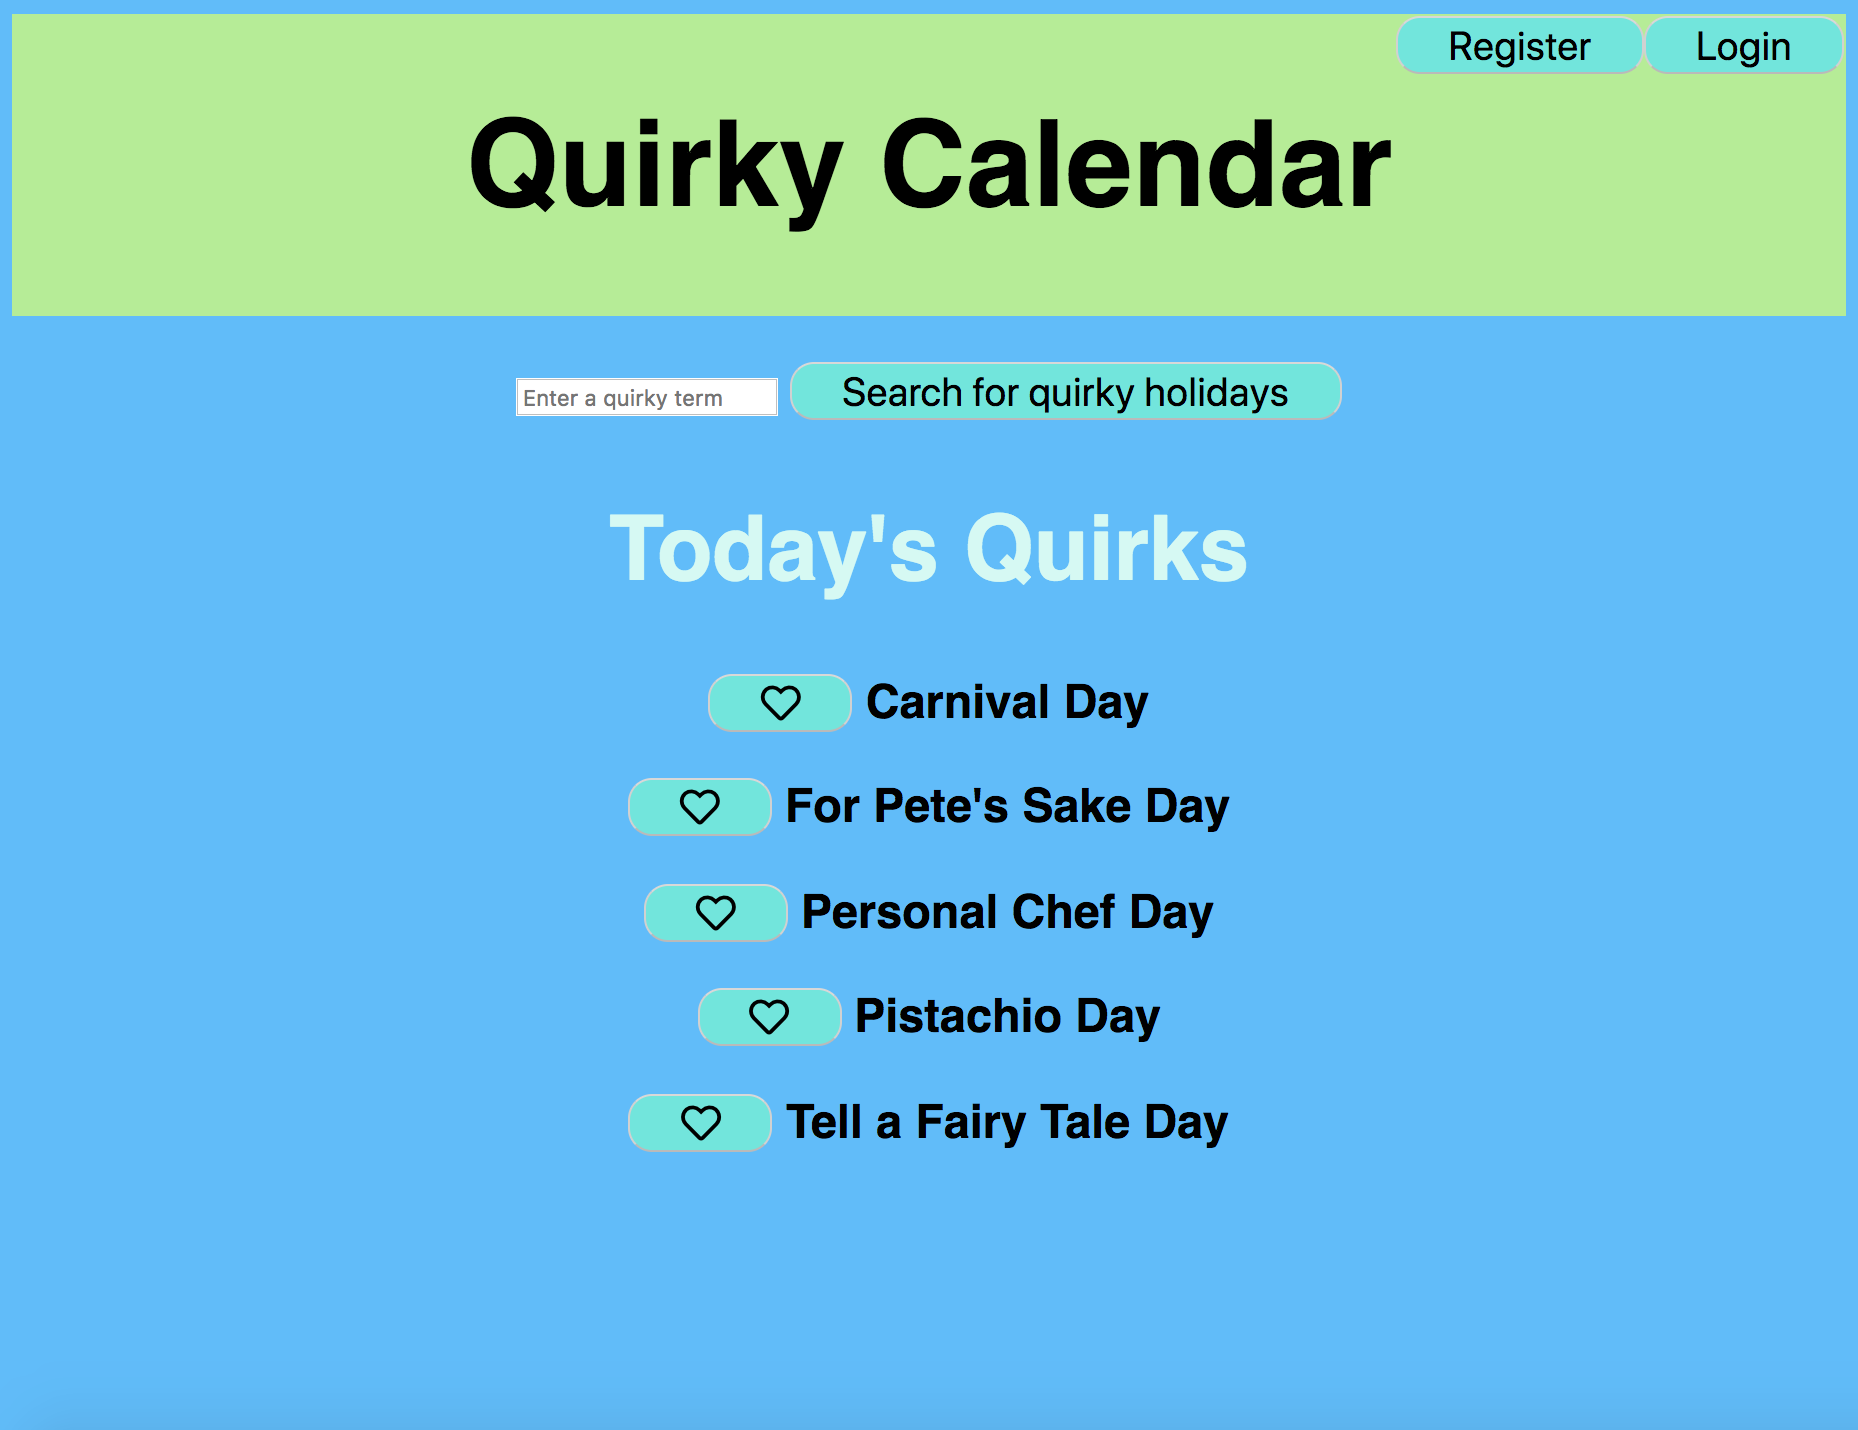 Register Login
Quirky Calendar
Enter a quirky term Search for quirky holidays
Today's Quirks
Carnival Day
For Pete's Sake Day
Personal Chef Day
Pistachio Day
Tell a Fairy Tale Day